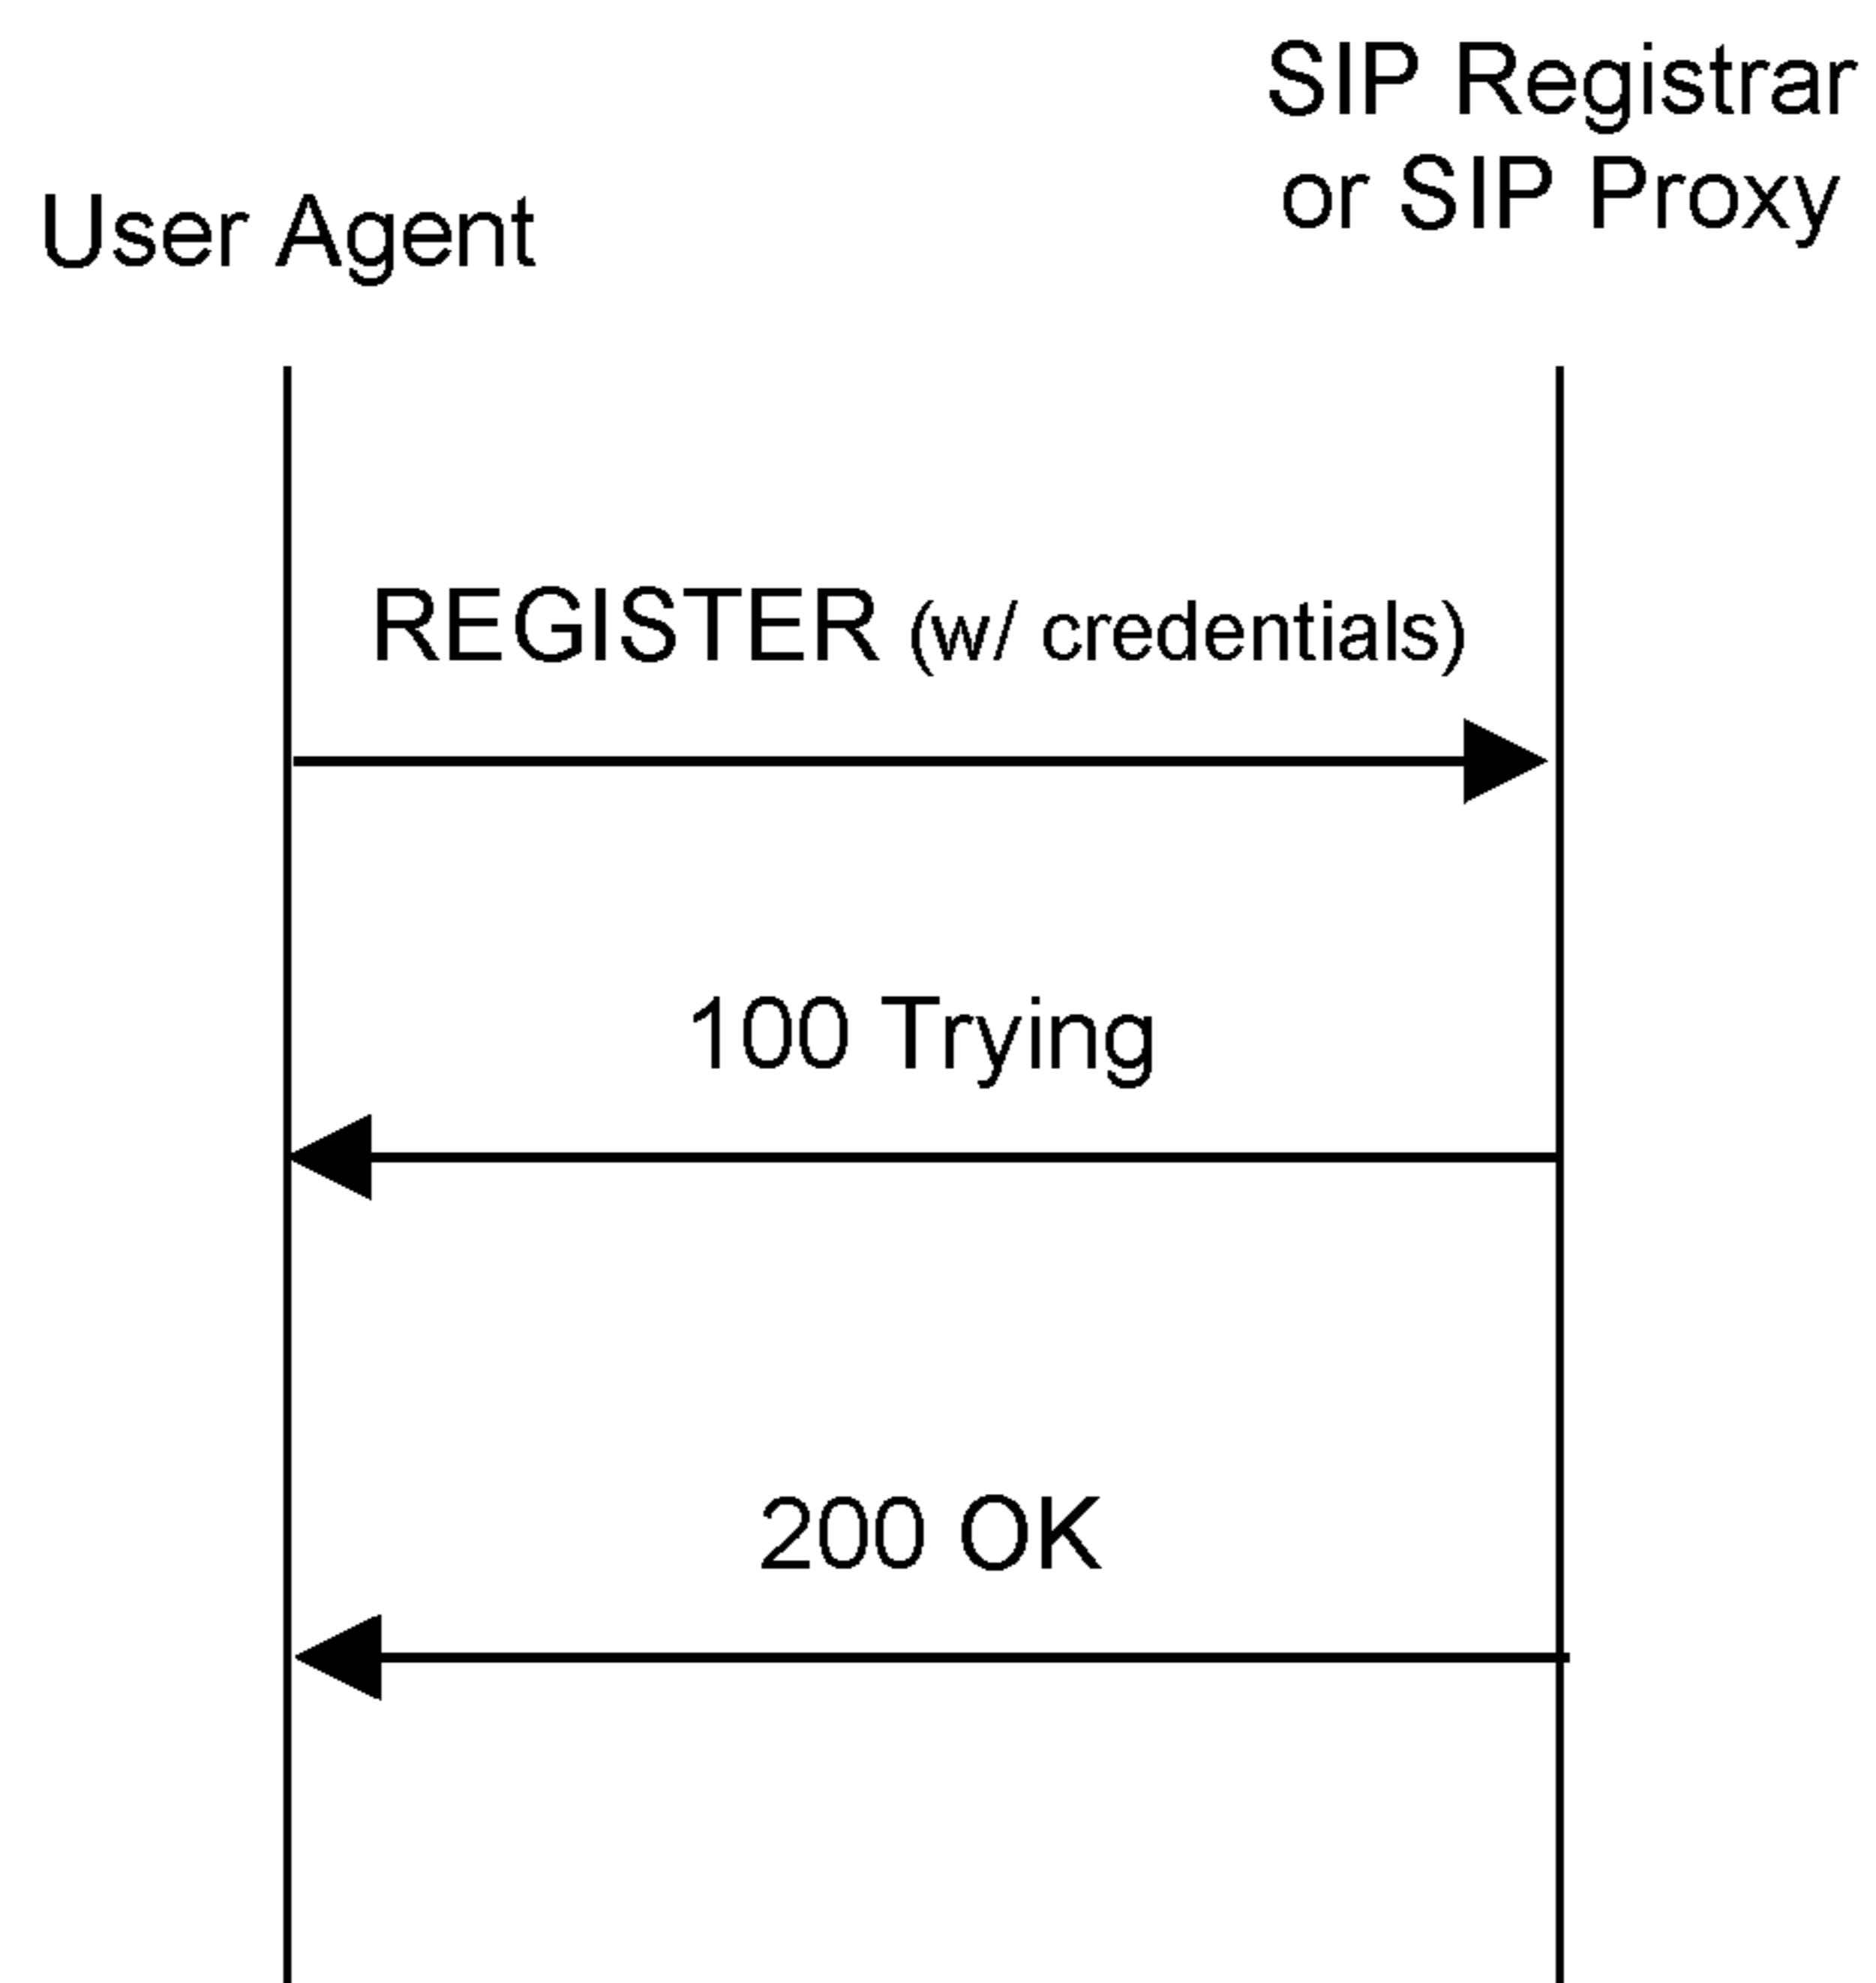 User Agent
SIP Registrar
or SIP Proxy
REGISTER (w/ credentials)
100 Trying
200 OK